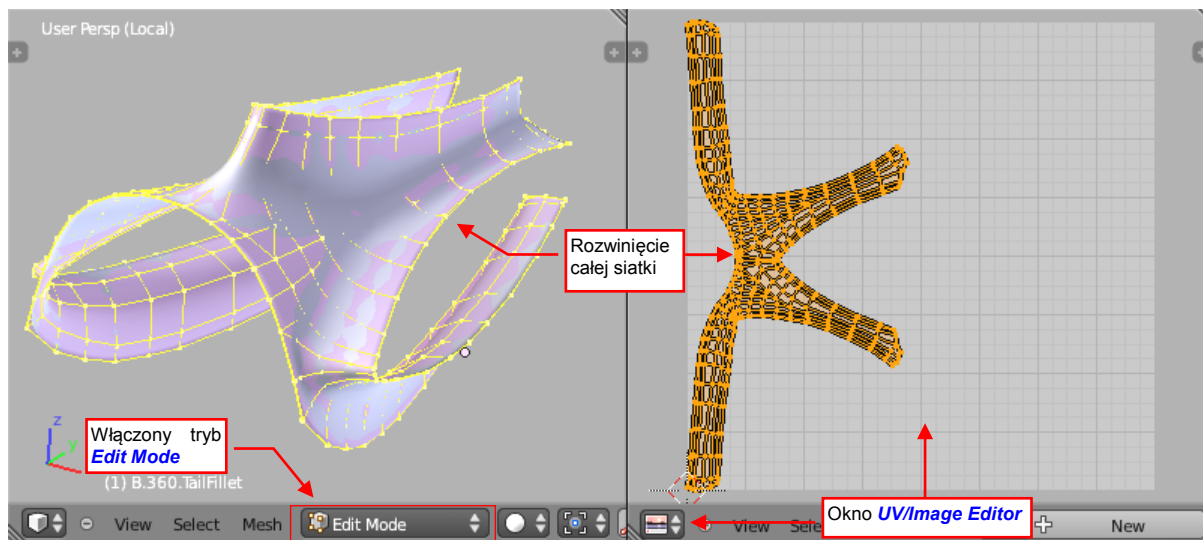 User Persp (Local)
Rozwinięcie
całej siatki
z
y
Włączony tryb
Edit Mode
(1) B.360.TailFillet
View Select Mesh Edit Mode
View Okno UV/Image Editor New